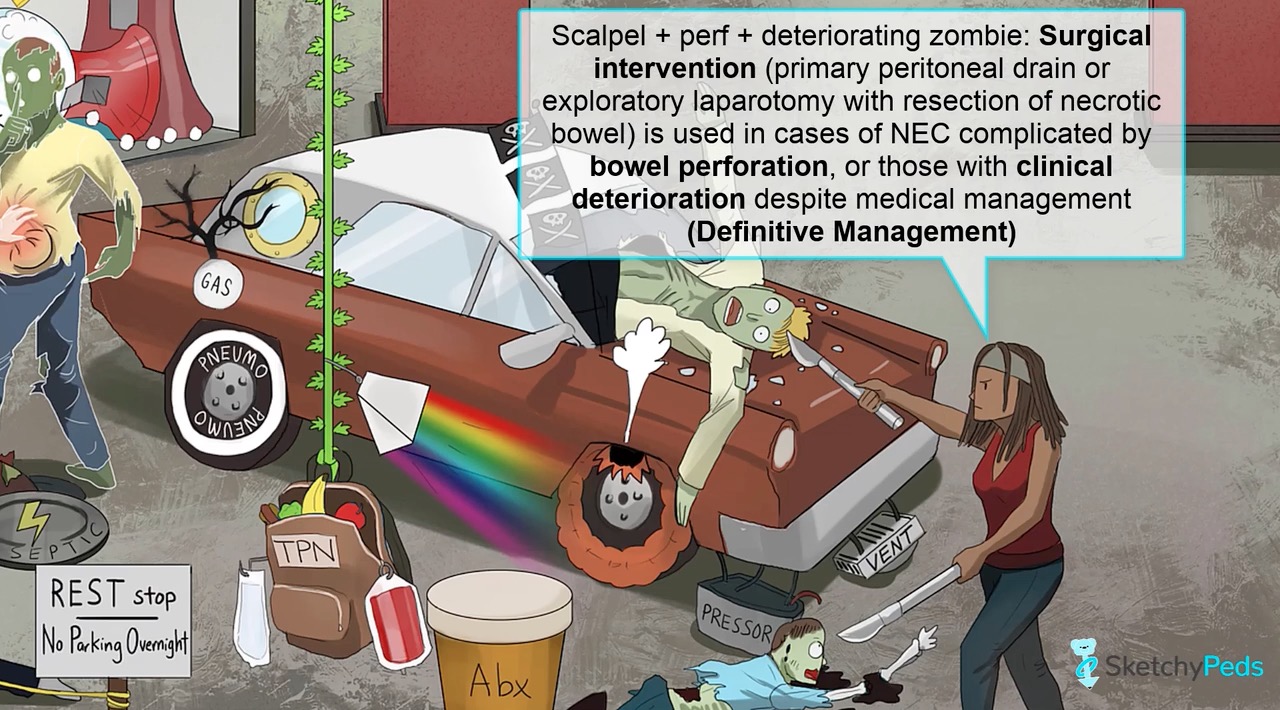 Scalpel + perf + deteriorating zombie: Surgical
intervention (primary peritoneal drain or
exploratory laparotomy with resection of necrotic
bowel) is used in cases of NEC complicated by
bowel perforation, or those with clinical
deterioration despite medical management
(Definitive Management)
GAS
PNEUMO
PNEUMO
SEPTIC
TPN
REST stop
No Parking Overnight
Abx
PRESSOR
VENT
SketchyPeds